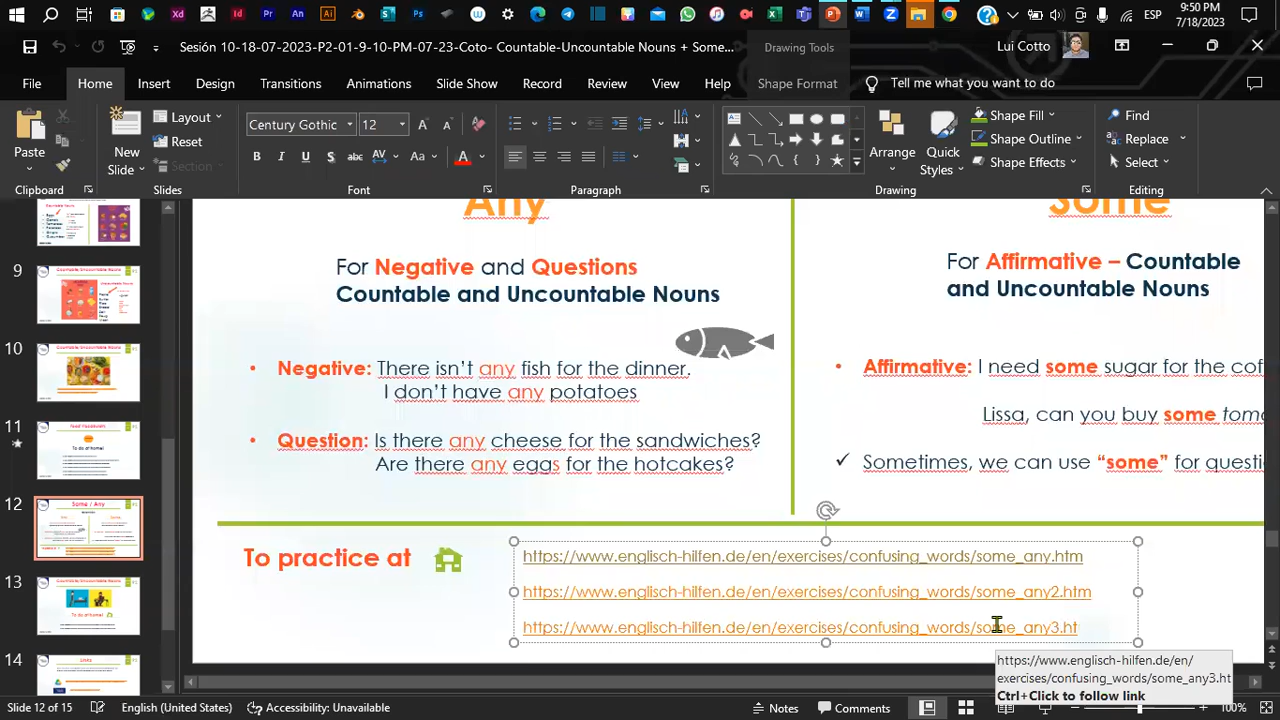 9:50 PM
ESP
7/18/2023
Sesión 10-18-07-2023-P2-01-9-10-PM-07-23-Coto- Countable-Uncountable Nouns + Some...
Drawing Tools
Lui Cotto
File
Home
Insert
Design
Transitions
Animations
Slide Show
Record
Review
View
Help
Shape Format
Tell me what you want to do
Paste
New
Slide
Layout
Reset
Section
Century Gothic
12
Arrange
Quick
Styles
Shape Fill
Shape Outline
Shape Effects
Find
Replace
Select
Clipboard
Slides
Font
Paragraph
Drawing
Editing
Any
Some
For Negative and Questions
Countable and Uncountable Nouns
For Affirmative – Countable
and Uncountable Nouns
• Negative: There isn't any fish for the dinner.
I don't have any potatoes
• Question: Is there any cheese for the sandwiches?
Are there any eggs for the hotcakes?
• Affirmative: I need some sugar for the cof
Lissa, can you buy some tom
✓ Sometimes, we can use "some" for questi
To practice at
https://www.englisch-hilfen.de/en/exercises/confusing_words/some_any.htm
https://www.englisch-hilfen.de/en/exercises/confusing_words/some_any2.htm
https://www.englisch-hilfen.de/en/exercises/confusing_words/some_any3.ht
https://www.englisch-hilfen.de/en/
exercises/confusing_words/some_any3.ht
Ctrl+Click to follow link
9
10
11
12
Some / Any
13
To do at home!
14
Links
Slide 12 of 15
English (United States)
Accessibility: Unavailable
Notes
Comments
100%